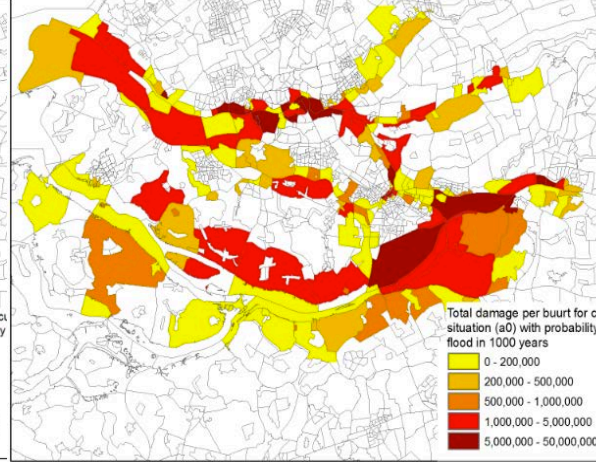 Total damage per buurt for c
situation (a0) with probability
flood in 1000 years
0 - 200,000
200,000 - 500,000
500,000 - 1,000,000
1,000,000 - 5,000,000
5,000,000 - 50,000,000